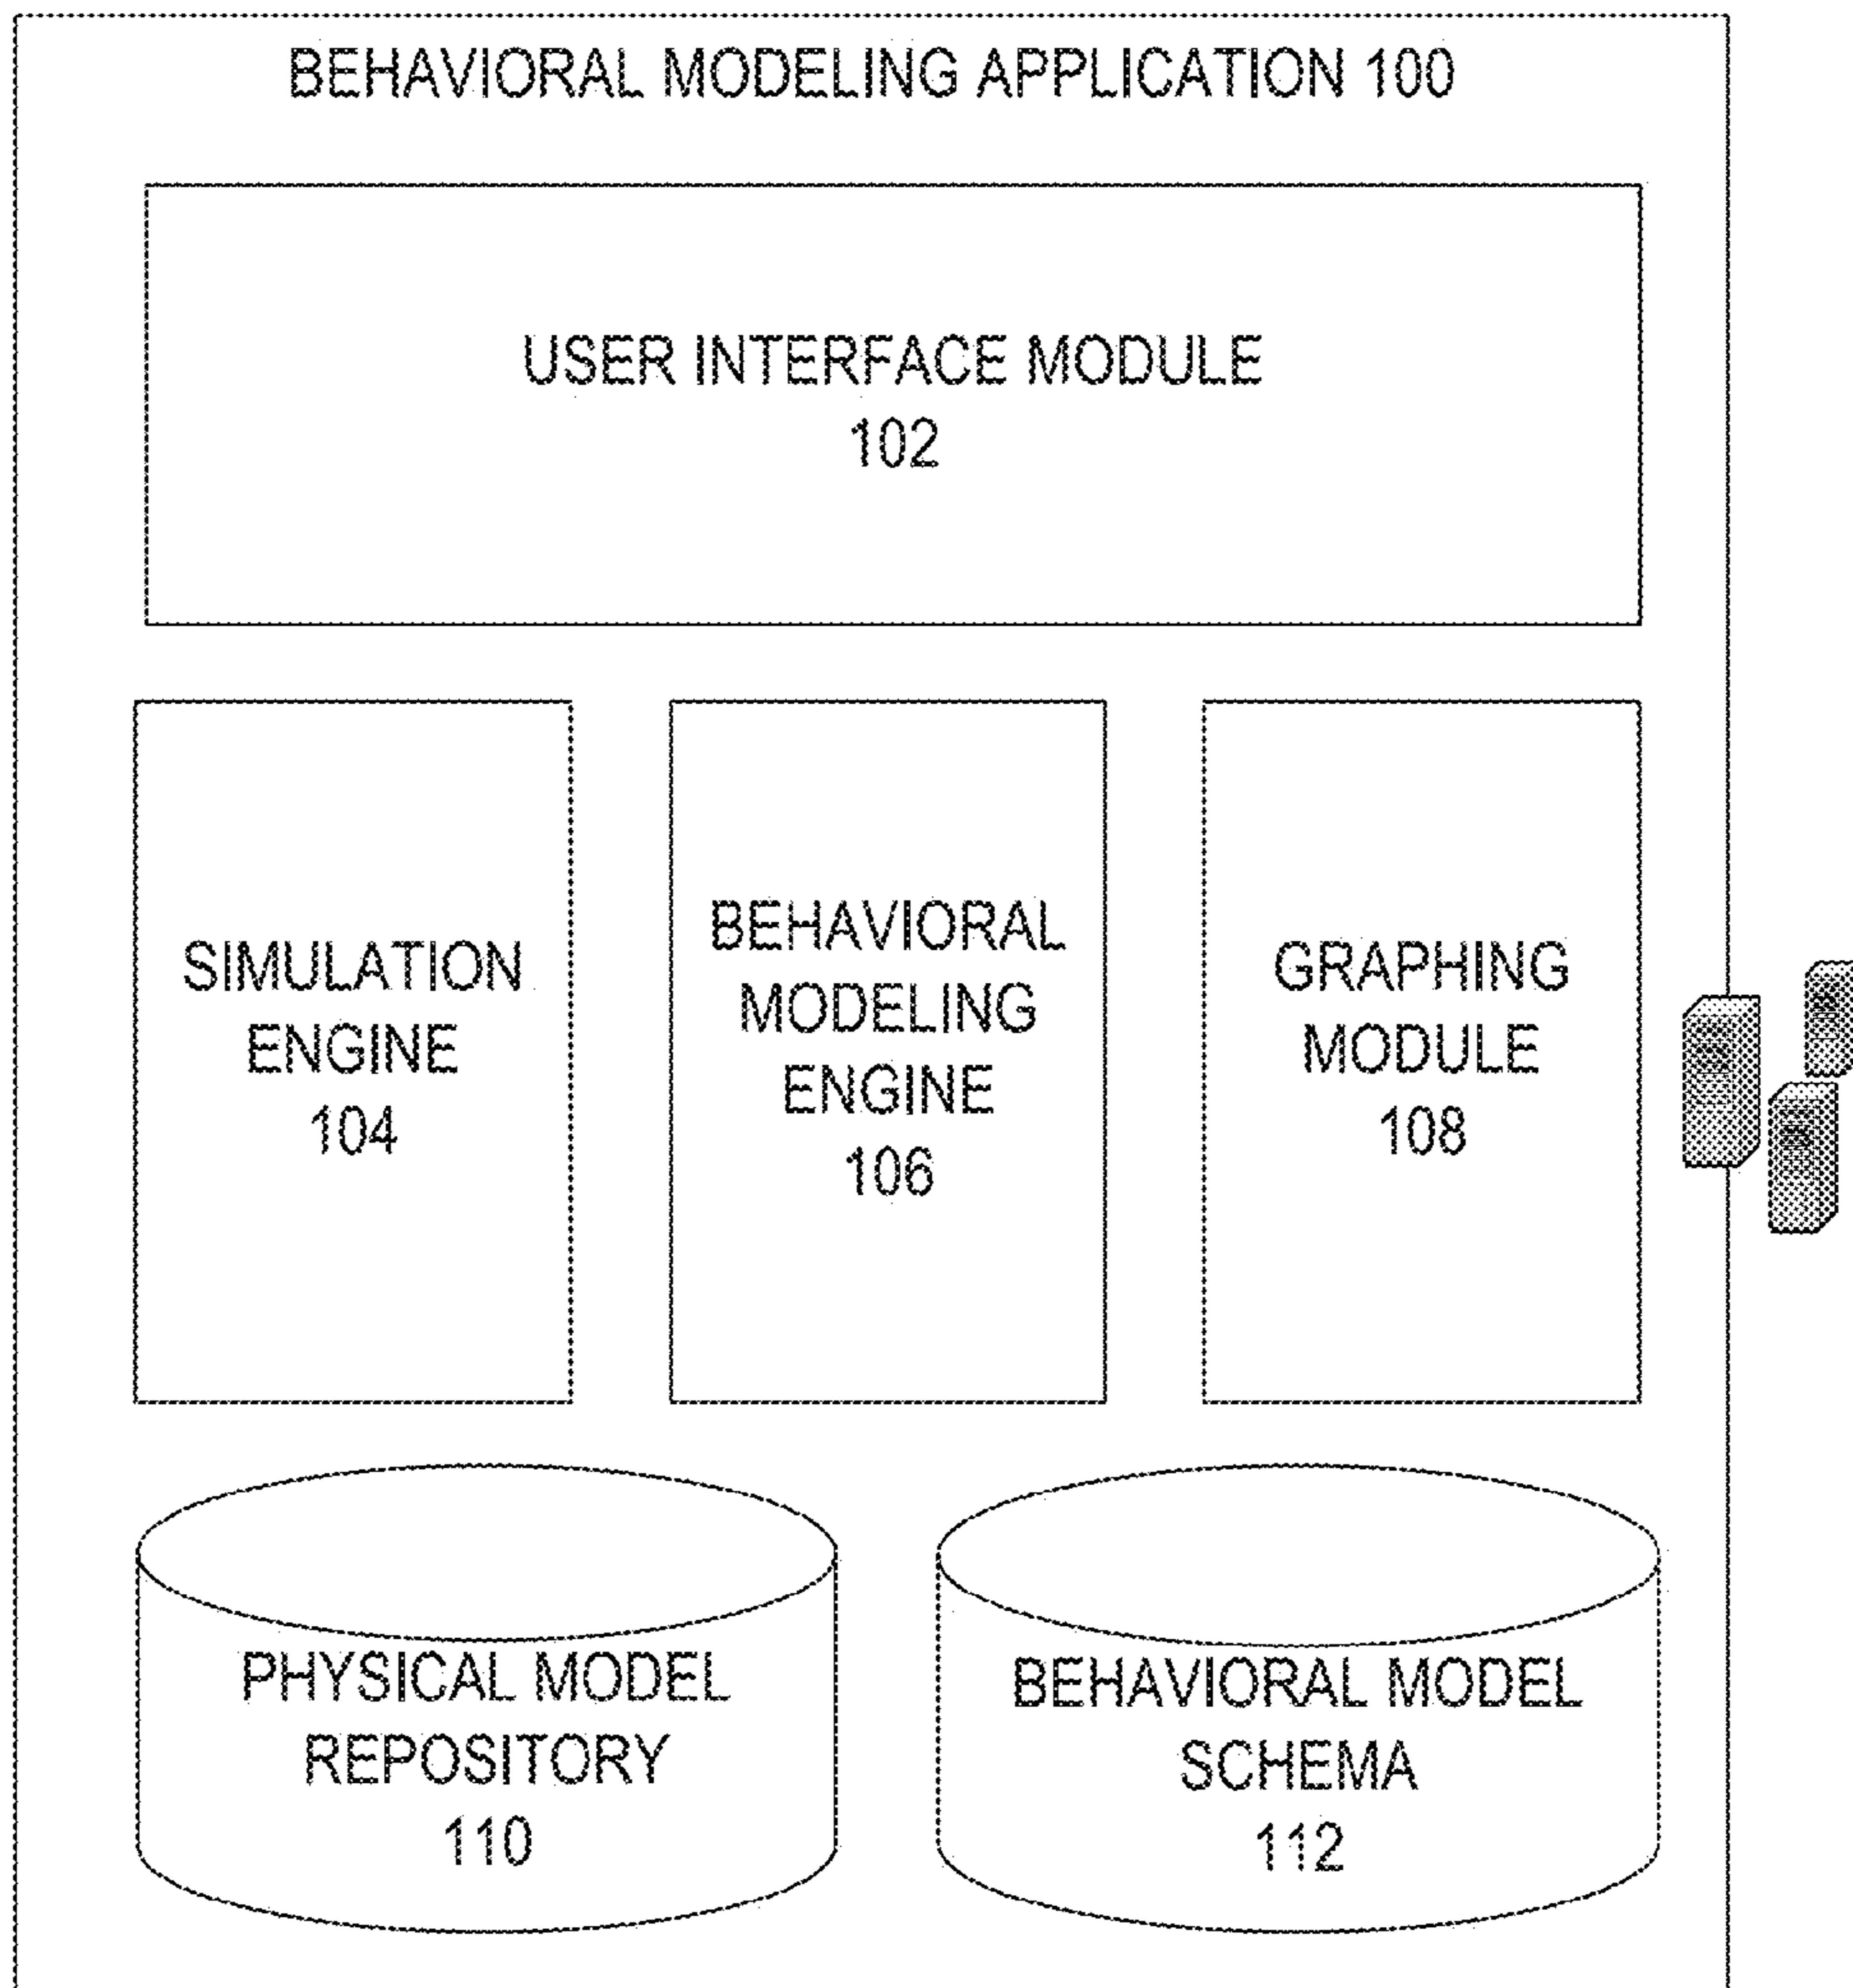 BEHAVIORAL MODELING APPLICATION 100
USER INTERFACE MODULE
102
SIMULATION
ENGINE
104
BEHAVIORAL
MODELING
ENGINE
106
GRAPHING
MODULE
108
PHYSICAL MODEL
REPOSITORY
110
BEHAVIORAL MODEL
SCHEMA
112